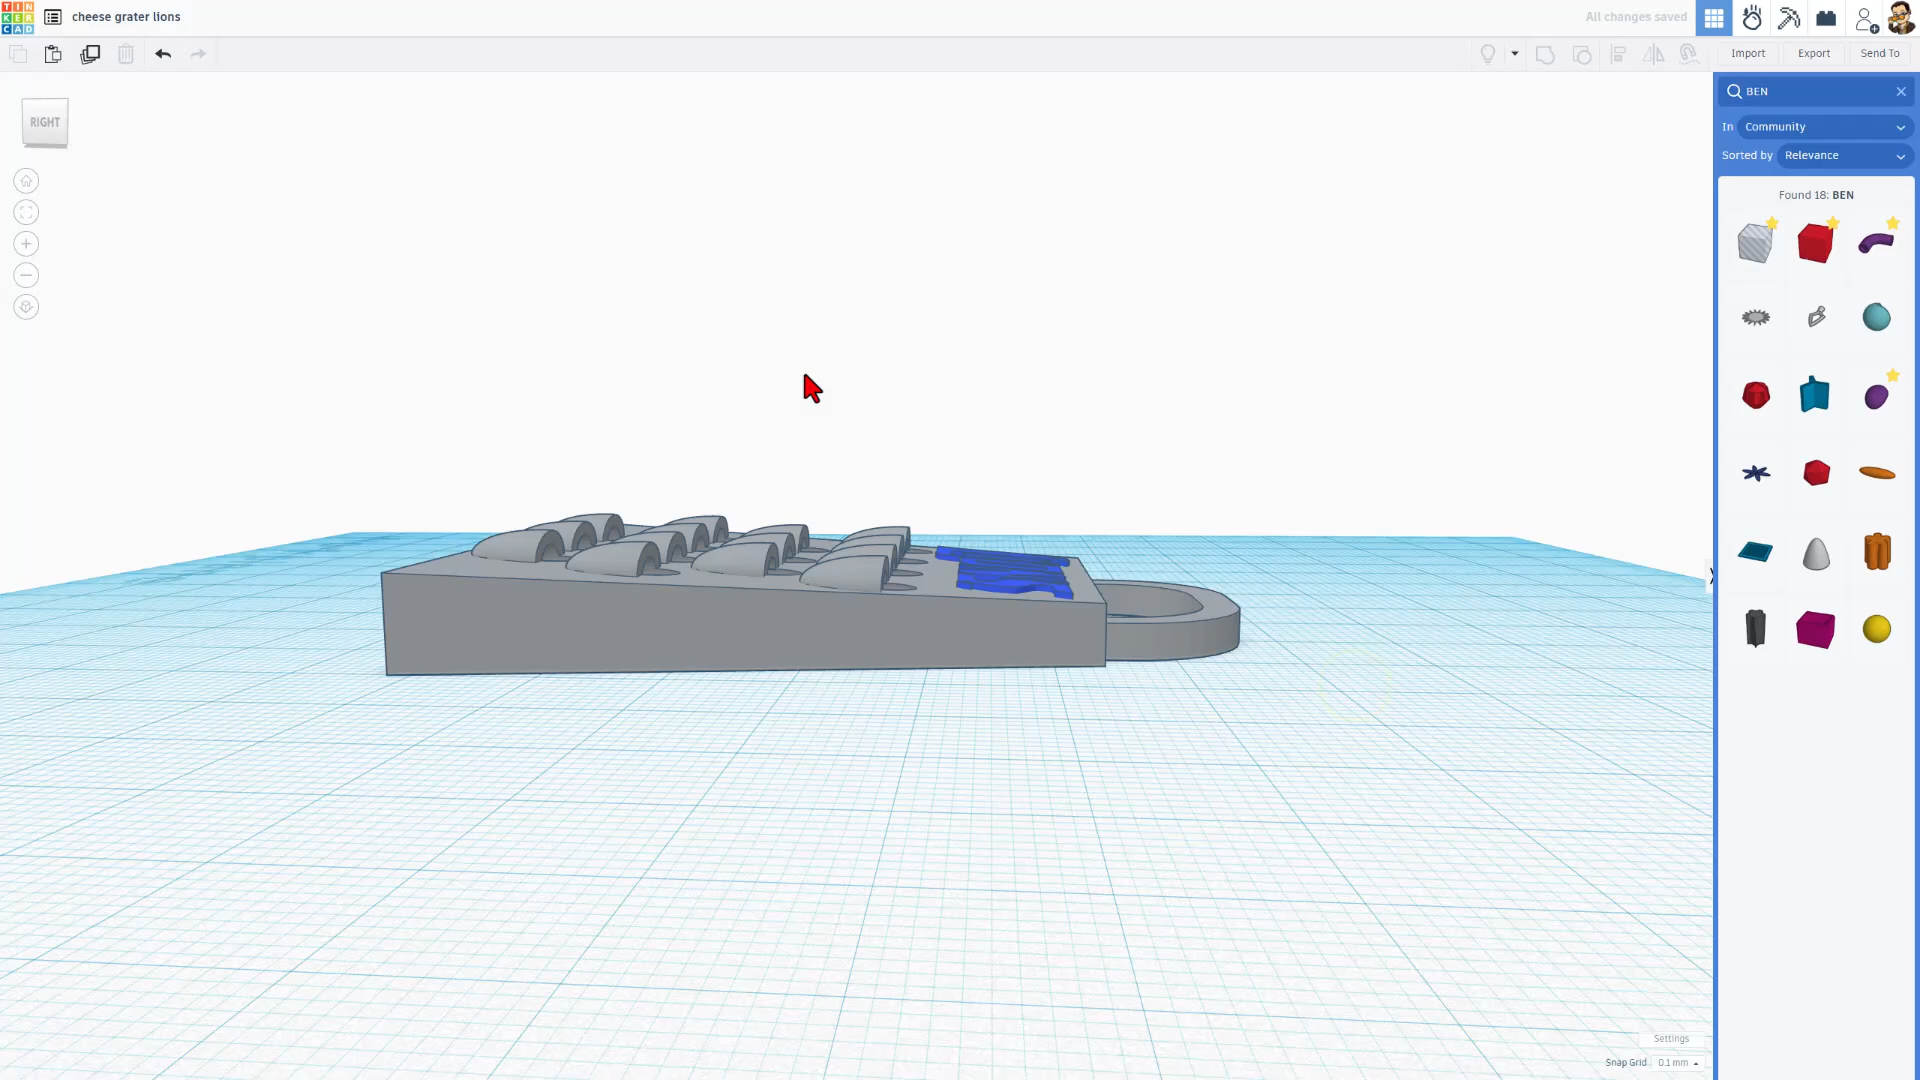 TIN
KER
CAD
cheese grater lions
All changes saved
Import
Export
Send To
RIGHT
BEN
In Community
Sorted by Relevance
Found 18: BEN
Settings
Snap Grid 0.1 mm